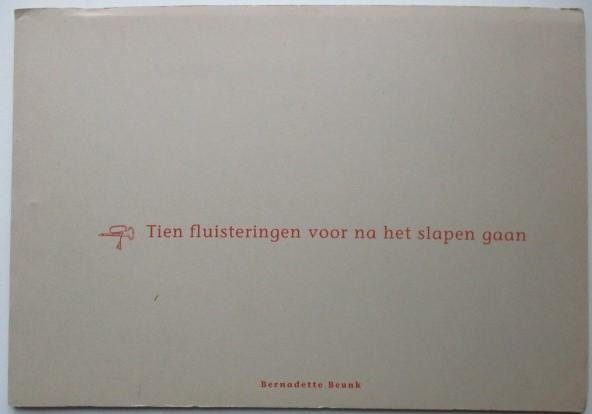 Tien fluisteringen voor na het slapen gaan
Bernadette Beunk